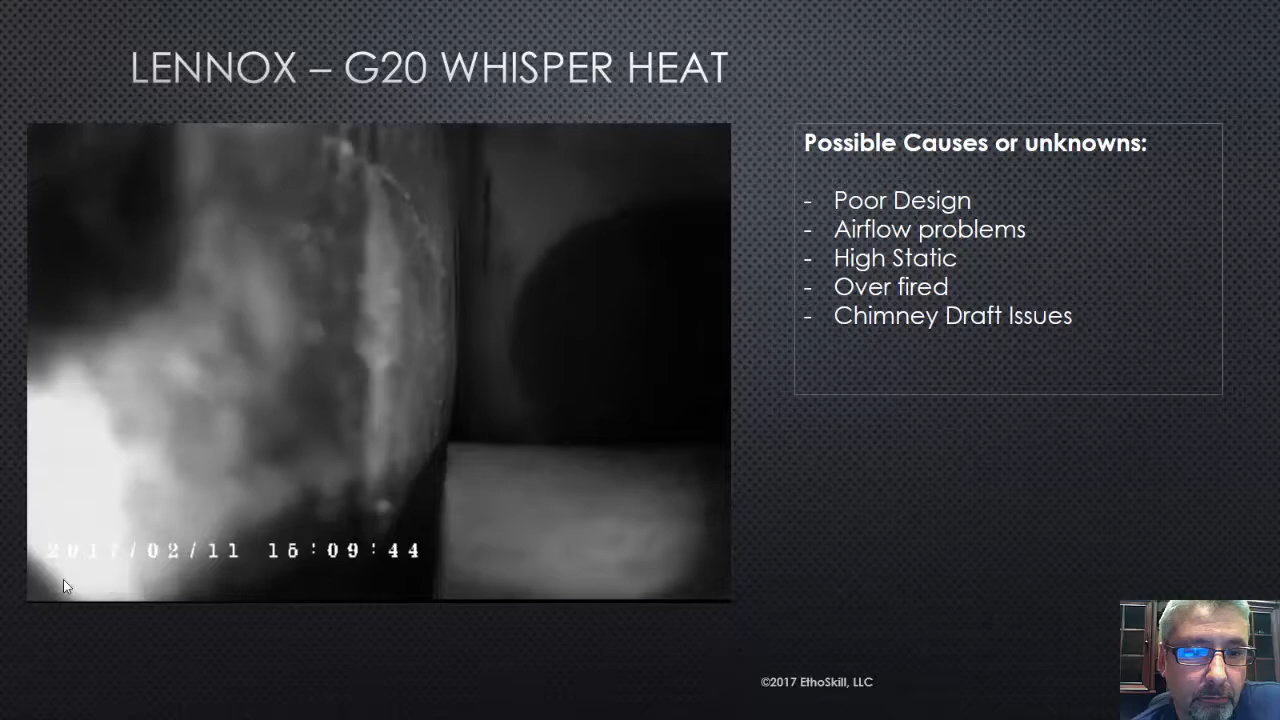 LENNOX – G20 WHISPER HEAT
Possible Causes or unknowns:
- Poor Design
- Airflow problems
- High Static
- Over fired
- Chimney Draft Issues
2017/02/11 15:09:44
©2017 EthoSkill, LLC